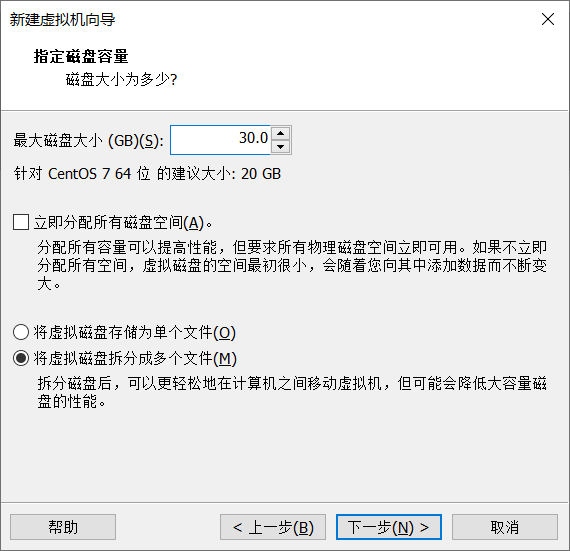 新建虚拟机向导
指定磁盘容量
磁盘大小为多少?
最大磁盘大小 (GB)(S): 30.0
针对 CentOS 7 64 位 的建议大小: 20 GB
立即分配所有磁盘空间(A)。
分配所有容量可以提高性能，但要求所有物理磁盘空间立即可用。如果不立即
分配所有空间，虚拟磁盘的空间最初很小，会随着您向其中添加数据而不断变
大。
将虚拟磁盘存储为单个文件(O)
将虚拟磁盘拆分成多个文件(M)
拆分磁盘后，可以更轻松地在计算机之间移动虚拟机，但可能会降低大容量磁
盘的性能。
帮助 < 上一步(B) 下一步(N) > 取消